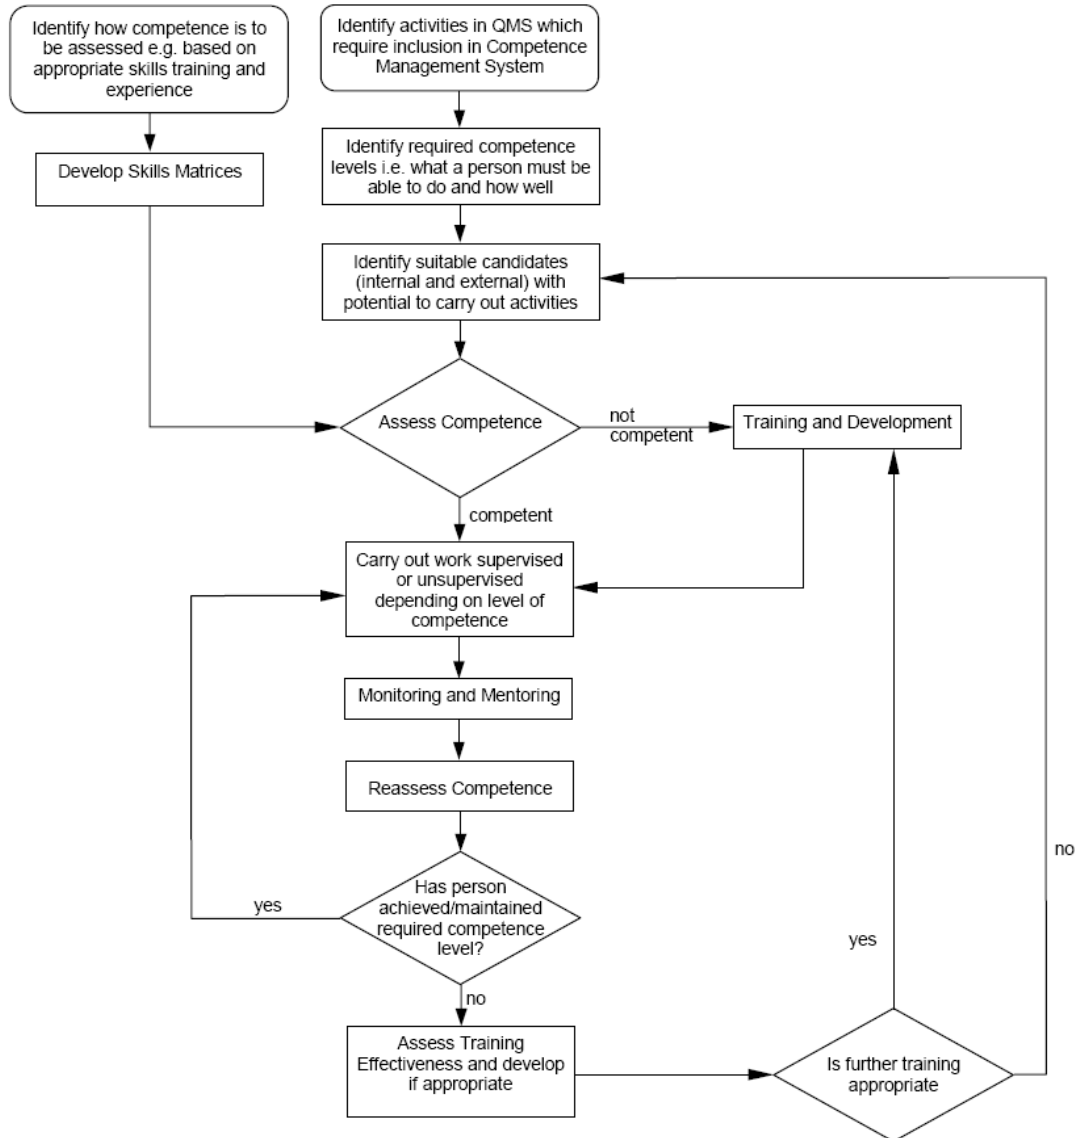 Identify how competence is to
be assessed e.g. based on
appropriate skills training and
experience
Identify activities in QMS which
require inclusion in Competence
Management System
Develop Skills Matrices
Identify required competence
levels i.e. what a person must be
able to do and how well
Identify suitable candidates
(internal and external) with
potential to carry out activities
Assess Competence
not
competent
Training and Development
competent
Carry out work supervised
or unsupervised
depending on level of
competence
Monitoring and Mentoring
Reassess Competence
Has person
achieved/maintained
required competence
level?
yes
no
Assess Training
Effectiveness and develop
if appropriate
Is further training
appropriate
yes
no